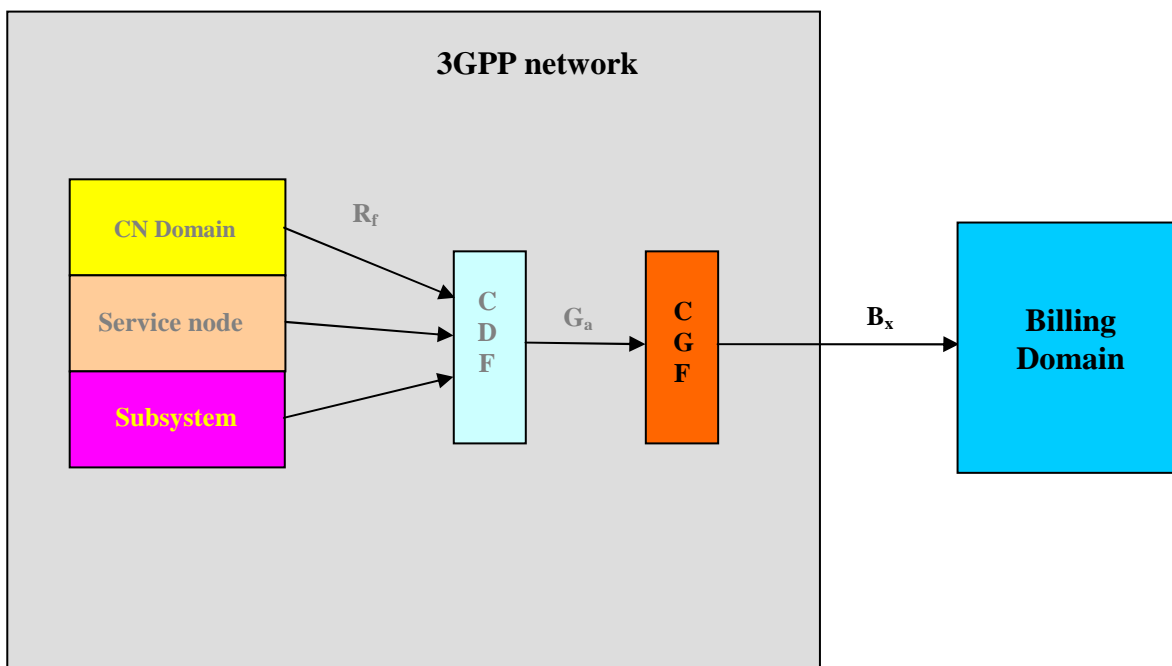 3GPP network
CN Domain
Service node
Subsystem
Rf
C
D
F
Ga
C
G
F
Bx
Billing
Domain